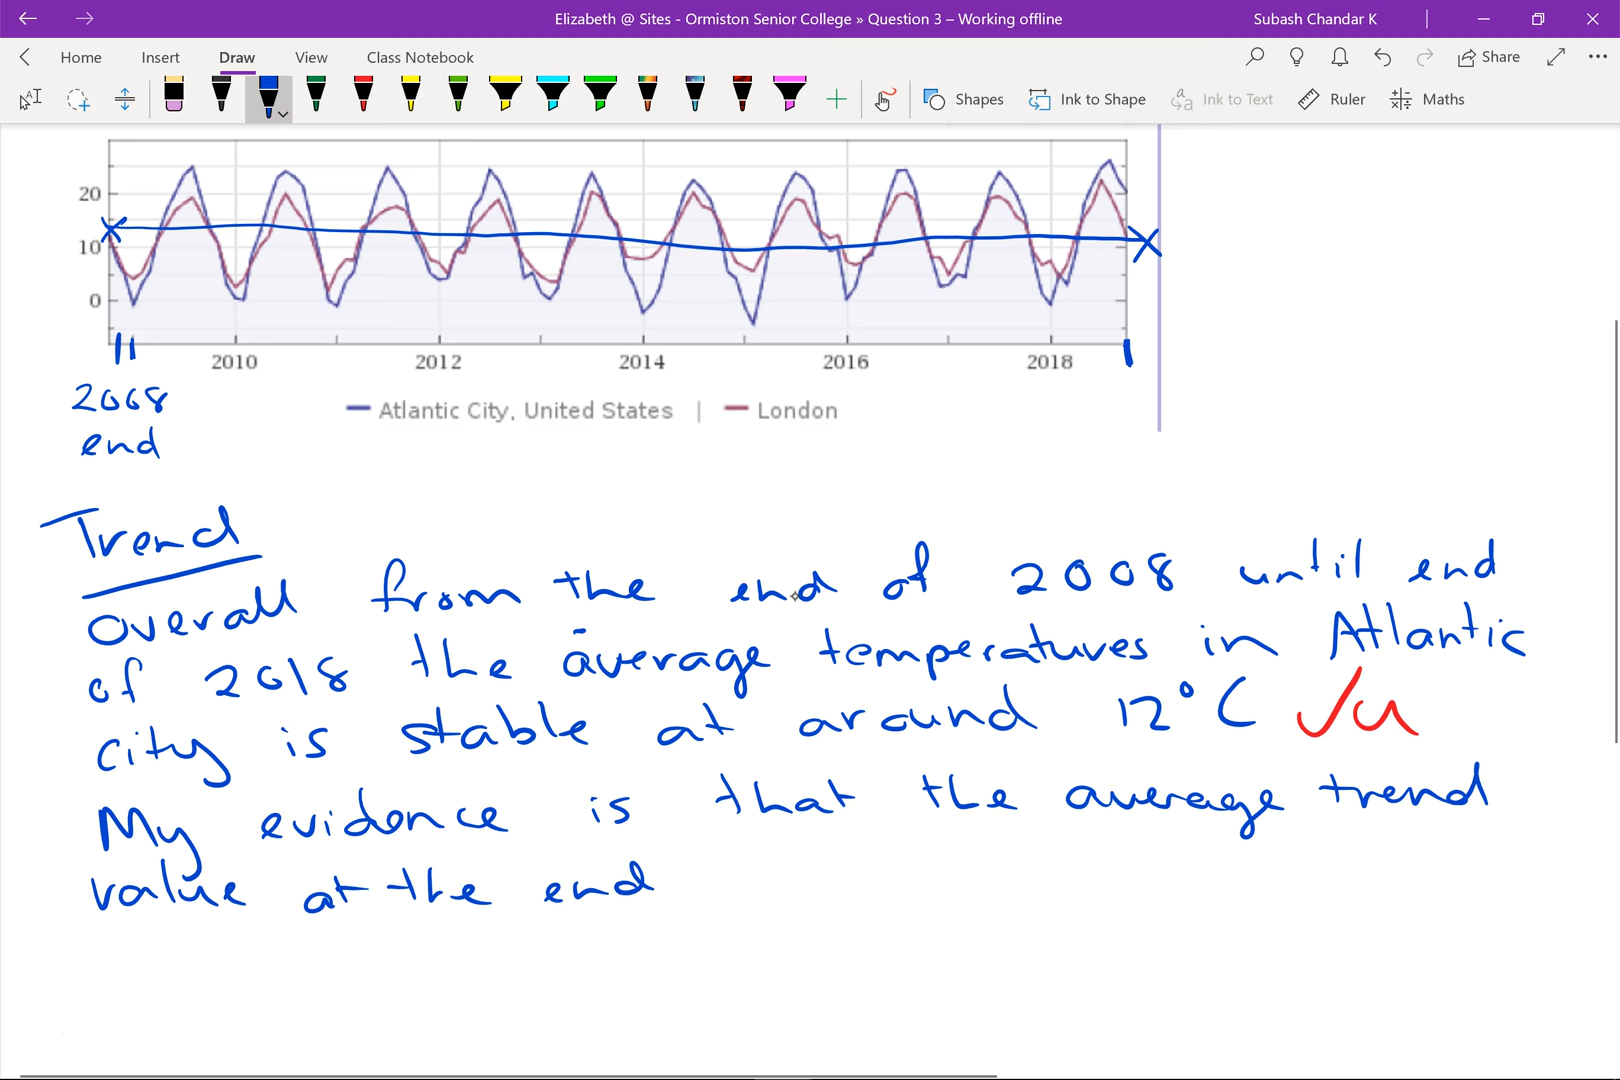 Elizabeth @ Sites - Ormiston Senior College » Question 3 – Working offline
Subash Chandar K
Home Insert Draw View Class Notebook
Share
Shapes Ink to Shape Ink to Text Ruler Maths
20
10
0
2010 2012 2014 2016 2018
2008
end
Atlantic City, United States | London
Trend
Overall from the end of 2008 until end
of 2018 the average temperatures in Atlantic
city is stable at around 12°C ✓u
My evidence is that the average trend
value at the end